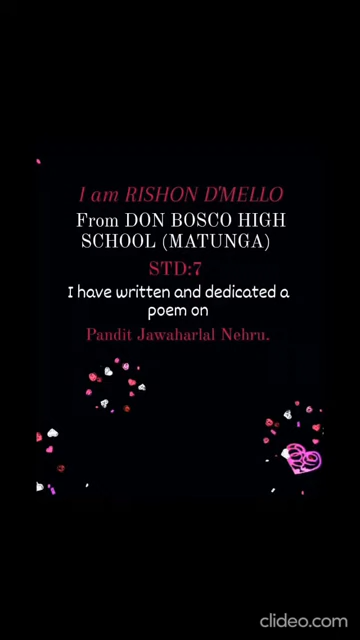 I am RISHON D'MELLO
From DON BOSCO HIGH
SCHOOL (MATUNGA)
STD:7
I have written and dedicated a
poem on
Pandit Jawaharlal Nehru.
clideo.com